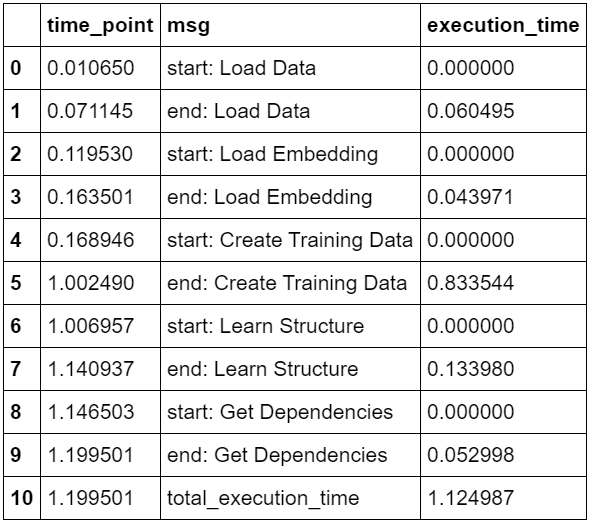 time_point msg execution_time
0 0.010650 start: Load Data 0.000000
1 0.071145 end: Load Data 0.060495
2 0.119530 start: Load Embedding 0.000000
3 0.163501 end: Load Embedding 0.043971
4 0.168946 start: Create Training Data 0.000000
5 1.002490 end: Create Training Data 0.833544
6 1.006957 start: Learn Structure 0.000000
7 1.140937 end: Learn Structure 0.133980
8 1.146503 start: Get Dependencies 0.000000
9 1.199501 end: Get Dependencies 0.052998
10 1.199501 total_execution_time 1.124987